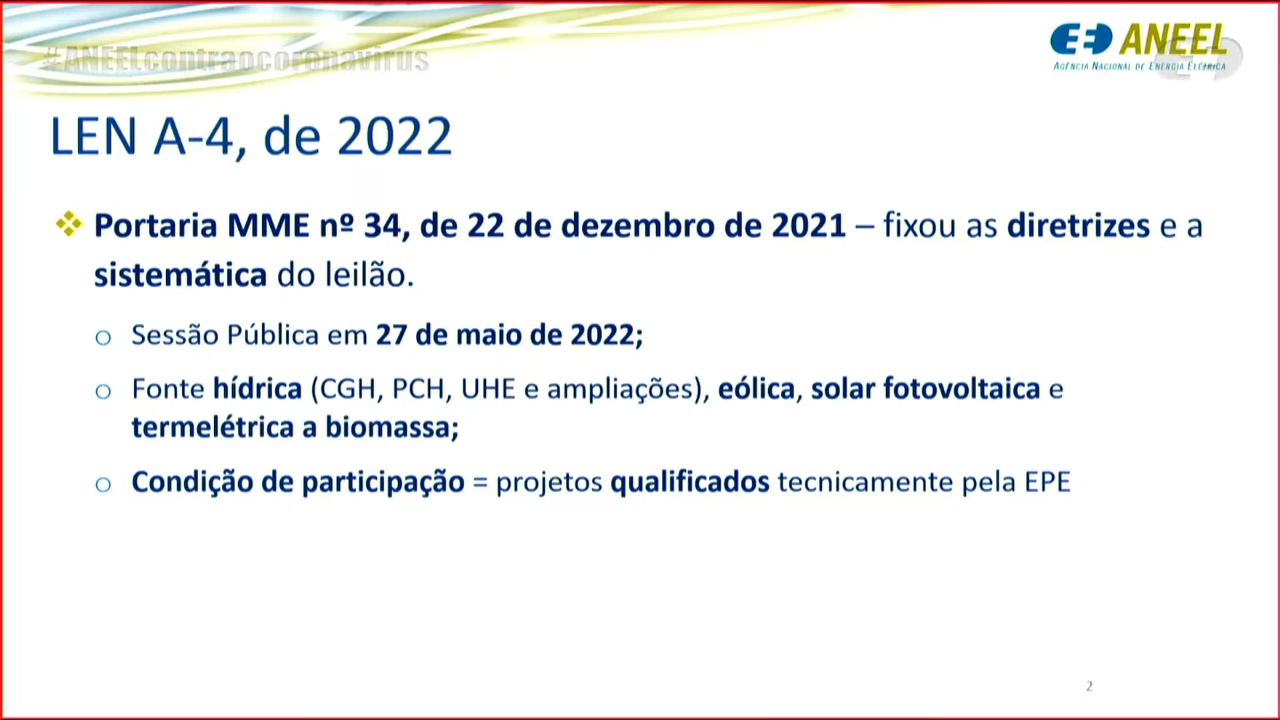 #ANEELcontraocoronavirus
ANEEL
AGÊNCIA NACIONAL DE ENERGIA ELÉTRICA
LEN A-4, de 2022
Portaria MME nº 34, de 22 de dezembro de 2021 – fixou as diretrizes e a
sistemática do leilão.
o Sessão Pública em 27 de maio de 2022;
o Fonte hídrica (CGH, PCH, UHE e ampliações), eólica, solar fotovoltaica e
termelétrica a biomassa;
o Condição de participação = projetos qualificados tecnicamente pela EPE
2